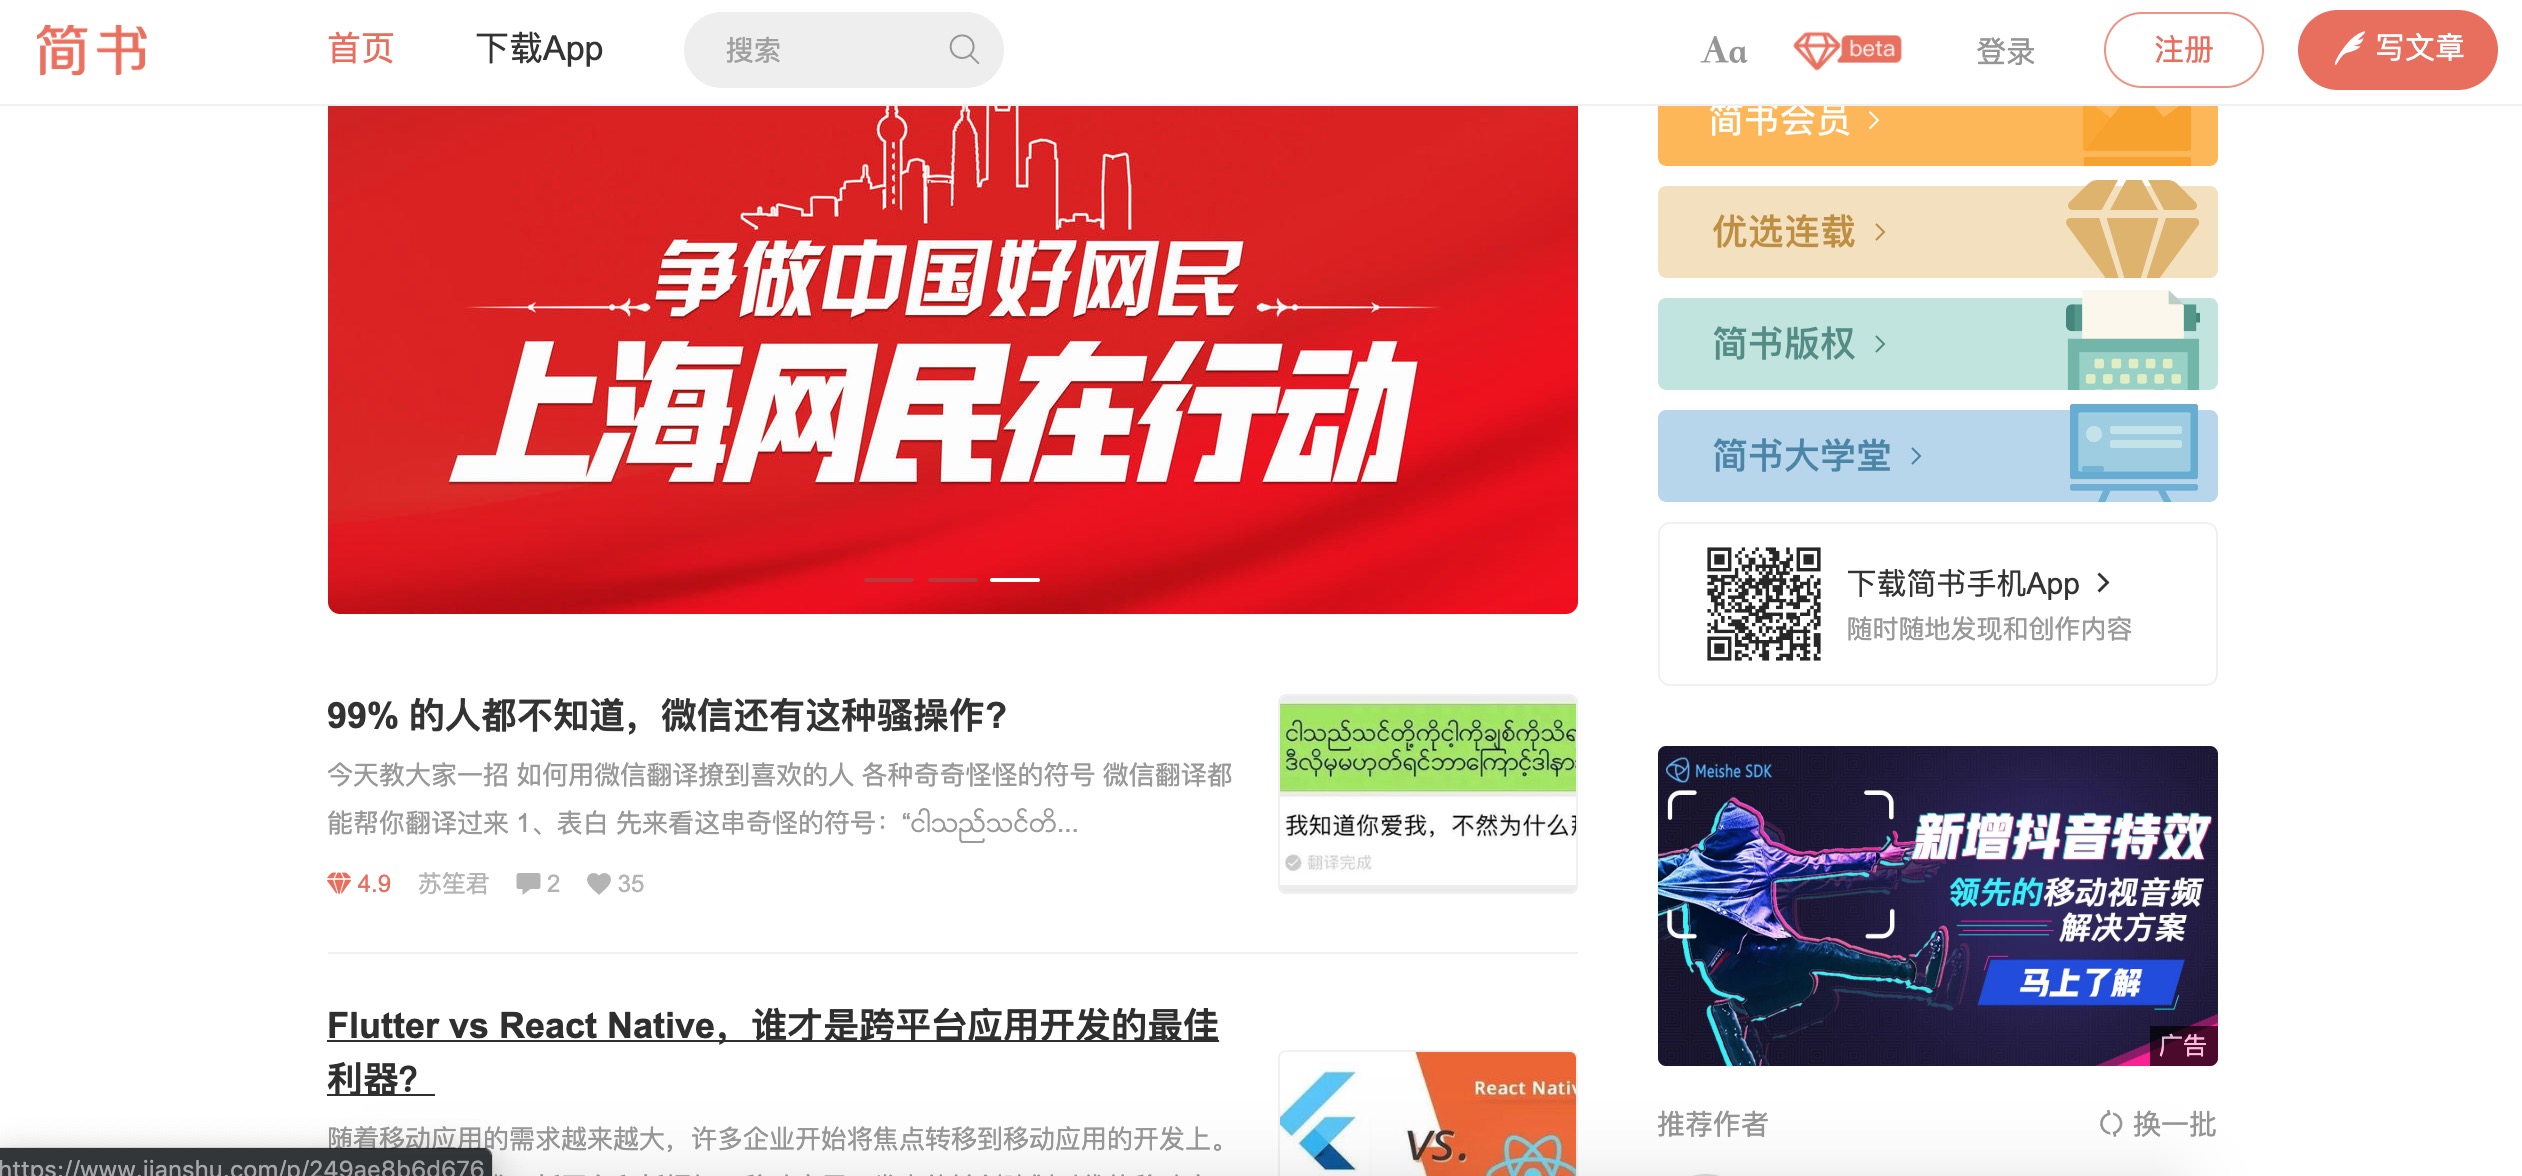 简书
首页
下载App
搜索
Aa
beta
登录
注册
写文章
争做中国好网民
上海网民在行动
简书会员
优选连载
简书版权
简书大学堂
下载简书手机App
随时随地发现和创作内容
99% 的人都不知道，微信还有这种骚操作?
今天教大家一招 如何用微信翻译撩到喜欢的人 各种奇奇怪怪的符号 微信翻译都
能帮你翻译过来 1、表白 先来看这串奇怪的符号：“ငါသည်သင်တိ...
4.9 苏笙君 2 35
ငါသည်သင်တို့ကိုငါ့ကိုချစ်ကိုသိရ
ဒီလိုမှမဟုတ်ရင်ဘာကြောင့်ဒါနာ
我知道你爱我，不然为什么
翻译完成
Flutter vs React Native，谁才是跨平台应用开发的最佳
利器？
随着移动应用的需求越来越大，许多企业开始将焦点转移到移动应用的开发上。
React Nativ
VS.
Meishe SDK
新增抖音特效
领先的移动视音频
解决方案
马上了解
广告
推荐作者
换一批
https://www.jianshu.com/p/249ae8b6d676